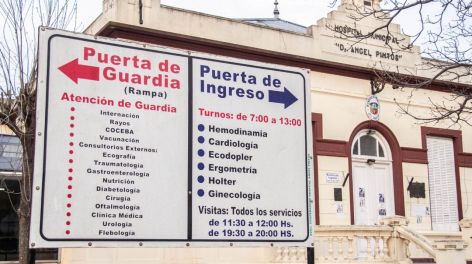 HOSPITAL MUNICIPAL
"Dr. ANGEL PINTOS"
Puerta de
Guardia
(Rampa)
Atención de Guardia
Internación
Rayos
COCEBA
Vacunación
Consultorios Externos:
Ecografía
Traumatología
Gastroenterología
Nutrición
Diabetología
Cirugía
Oftalmología
Clínica Médica
Urología
Flebología
Puerta de
Ingreso
Turnos: de 7:00 a 13:00
Hemodinamia
Cardiología
Ecodopler
Ergometría
Holter
Ginecología
Visitas: Todos los servicios
de 11:30 a 12:00 Hs.
de 19:30 a 20:00 HS.